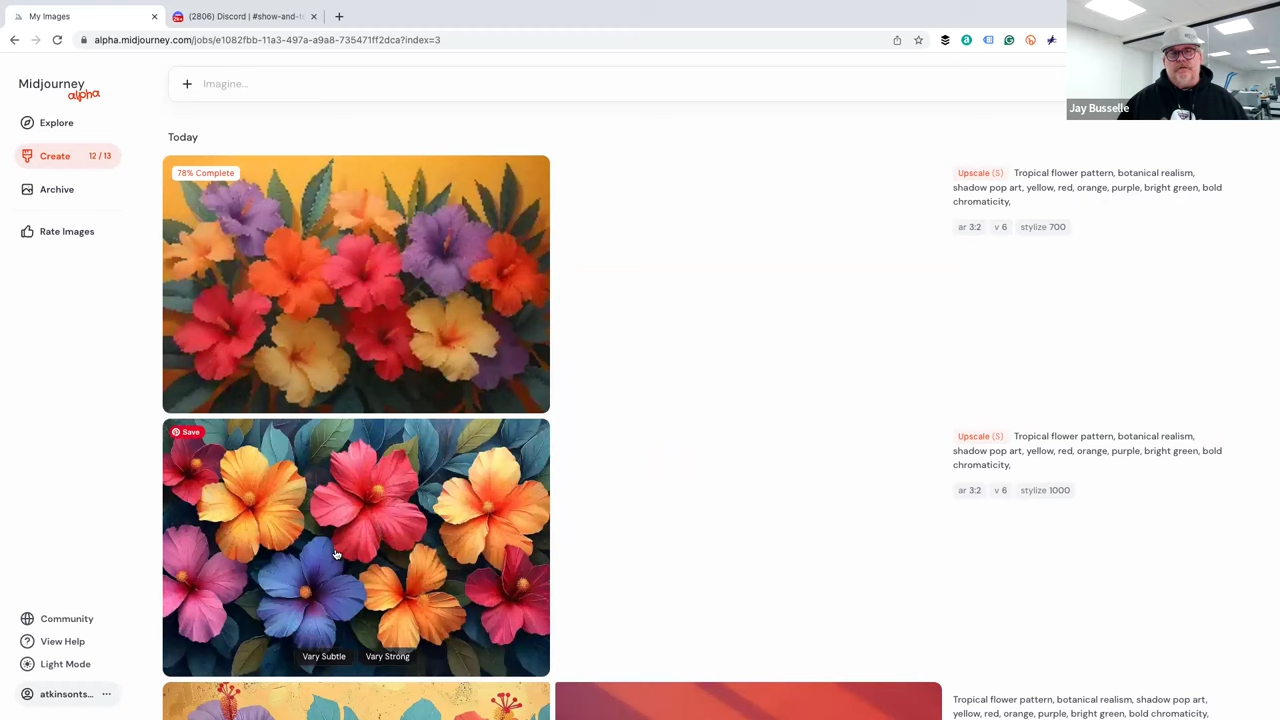 My Images
(2806) Discord | #show-and-te
alpha.midjourney.com/jobs/e1082fbb-11a3-497a-a9a8-735471ff2dca?index=3
Jay Busselle
Midjourney
alpha
Imagine...
Explore
Create 12 / 13
Archive
Rate Images
Today
78% Complete
Upscale (S) Tropical flower pattern, botanical realism,
shadow pop art, yellow, red, orange, purple, bright green, bold
chromaticity,
ar 3:2 v 6 stylize 700
Save
Upscale (S) Tropical flower pattern, botanical realism,
shadow pop art, yellow, red, orange, purple, bright green, bold
chromaticity,
ar 3:2 v 6 stylize 1000
Vary Subtle Vary Strong
Tropical flower pattern, botanical realism, shadow pop art,
yellow, red, orange, purple, bright green, bold chromaticity,
Community
View Help
Light Mode
atkinsonts...